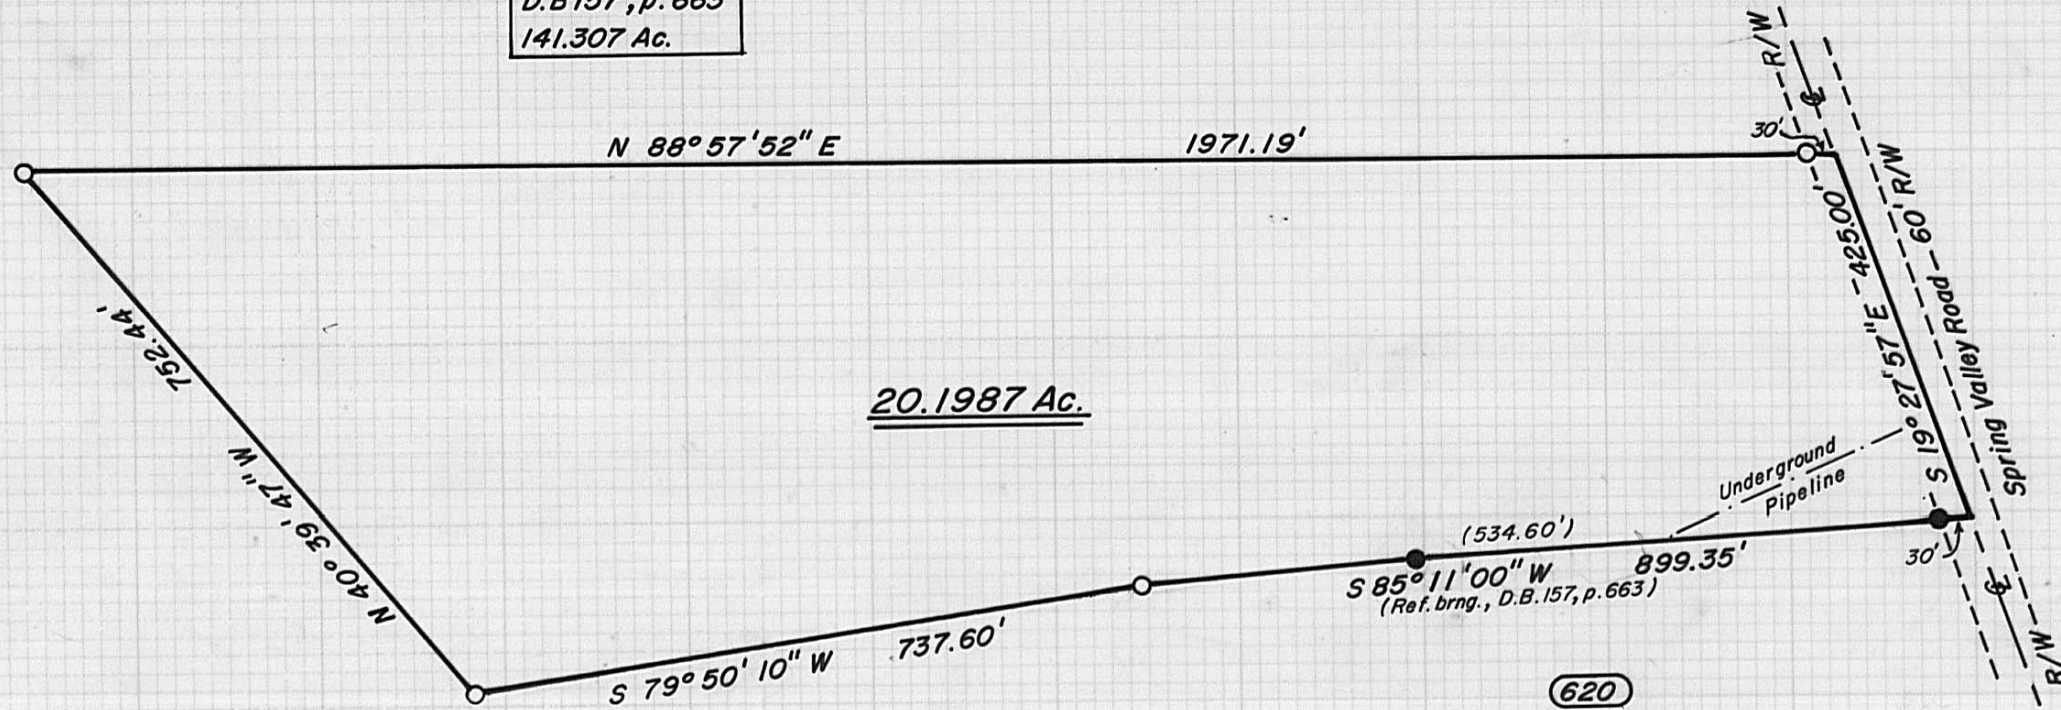 D.B 157, p. 663
141.307 Ac.
R/W
℄
30'
N 88° 57' 52" E 1971.19'
S 19° 27' 57" E - 425.00'
Spring Valley Road - 60' R/W
752.44'
N 40° 39' 47" W
20.1987 Ac.
Underground
Pipeline
(534.60')
S 85° 11' 00" W 899.35'
(Ref. brng., D.B. 157, p. 663)
30'
℄
S 79° 50' 10" W 737.60'
620
R/W